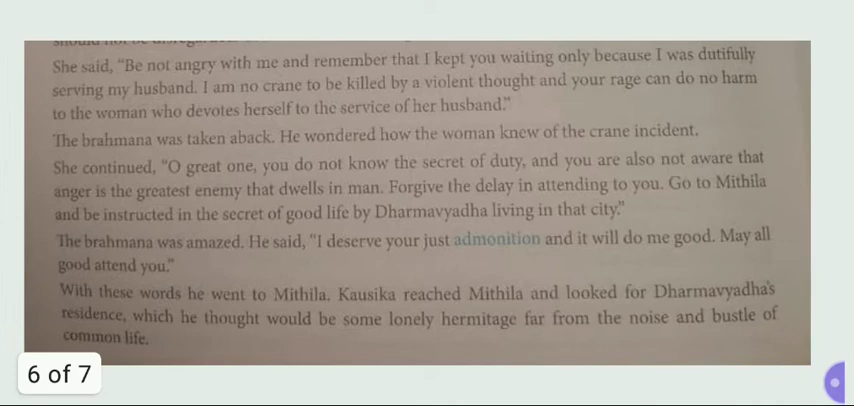 She said, "Be not angry with me and remember that I kept you waiting only because I was dutifully
serving my husband. I am no crane to be killed by a violent thought and your rage can do no harm
to the woman who devotes herself to the service of her husband."
The brahmana was taken aback. He wondered how the woman knew of the crane incident.
She continued, "O great one, you do not know the secret of duty, and you are also not aware that
anger is the greatest enemy that dwells in man. Forgive the delay in attending to you. Go to Mithila
and be instructed in the secret of good life by Dharmavyadha living in that city."
The brahmana was amazed. He said, "I deserve your just admonition and it will do me good. May all
good attend you."
With these words he went to Mithila. Kausika reached Mithila and looked for Dharmavyadha's
residence, which he thought would be some lonely hermitage far from the noise and bustle of
common life.
6 of 7